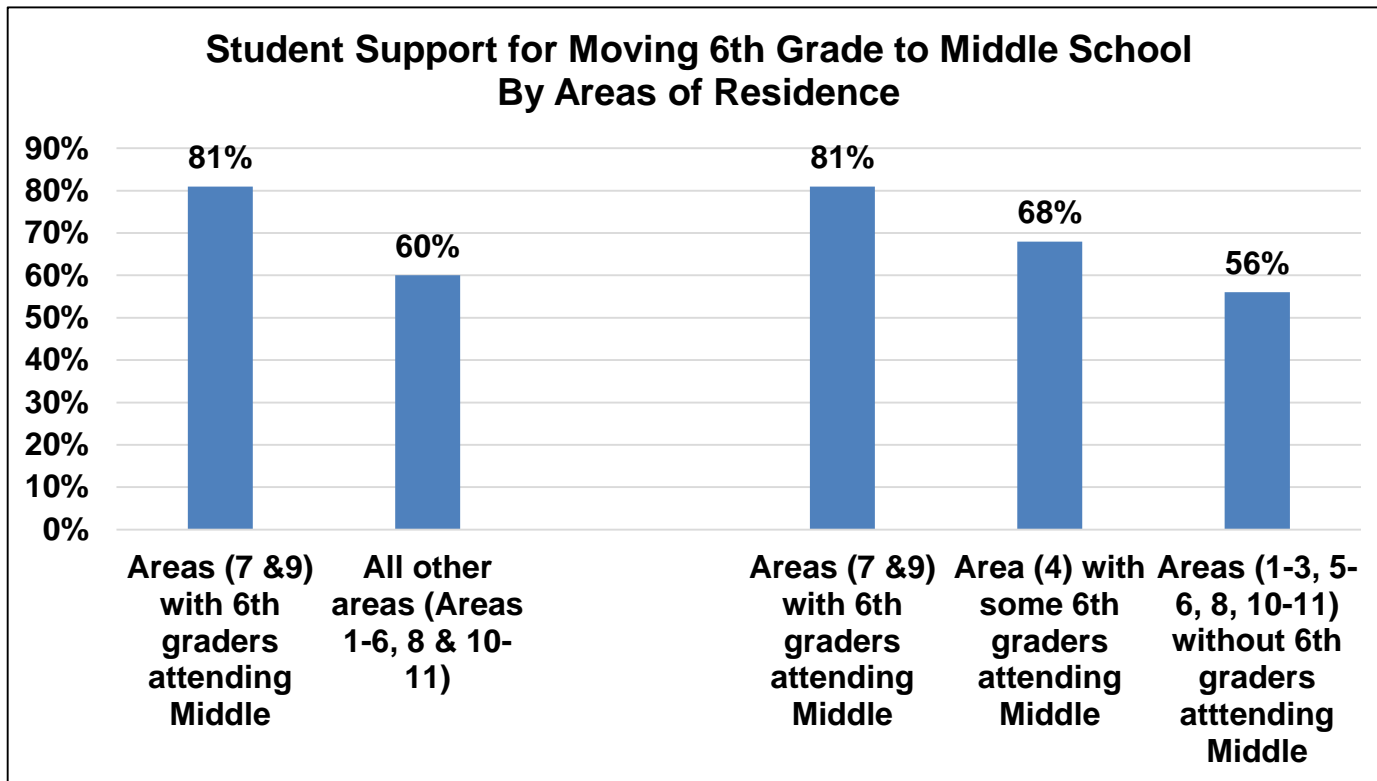 Student Support for Moving 6th Grade to Middle School
By Areas of Residence
90%
80%
70%
60%
50%
40%
30%
20%
10%
0%
81%
60%
81%
68%
56%
Areas (7 &9)
with 6th
graders
attending
Middle
All other
areas (Areas
1-6, 8 & 10-
11)
Areas (7 &9)
with 6th
graders
attending
Middle
Area (4) with
some 6th
graders
attending
Middle
Areas (1-3, 5-
6, 8, 10-11)
without 6th
graders
atttending
Middle